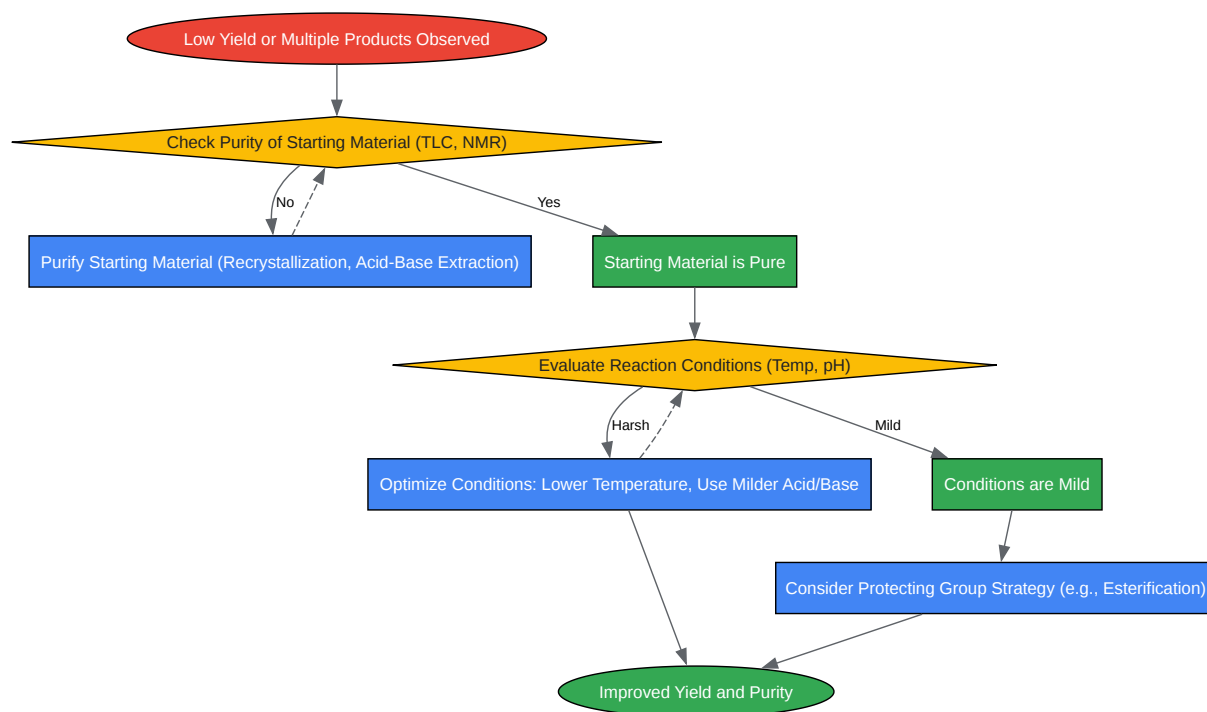 Low Yield or Multiple Products Observed
Check Purity of Starting Material (TLC, NMR)
No
Yes
Purify Starting Material (Recrystallization, Acid-Base Extraction)
Starting Material is Pure
Evaluate Reaction Conditions (Temp, pH)
Harsh
Mild
Optimize Conditions: Lower Temperature, Use Milder Acid/Base
Conditions are Mild
Consider Protecting Group Strategy (e.g., Esterification)
Improved Yield and Purity